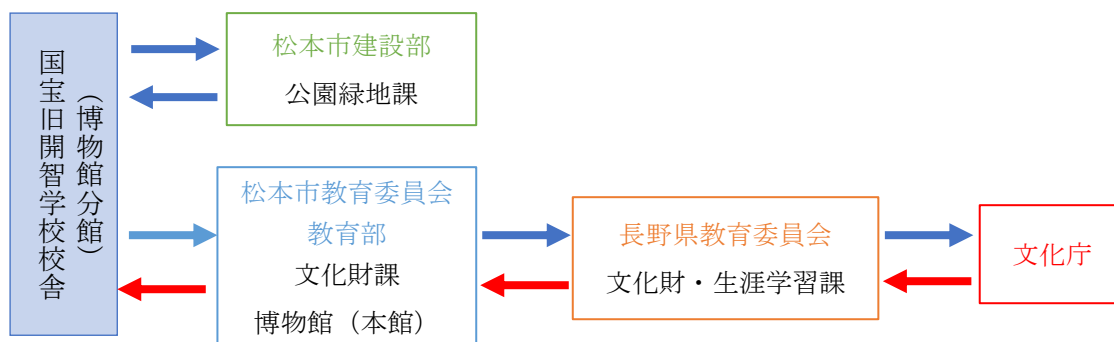 国宝旧開智学校校舎
（博物館分館）
松本市建設部
公園緑地課
松本市教育委員会
教育部
文化財課
博物館（本館）
長野県教育委員会
文化財・生涯学習課
文化庁